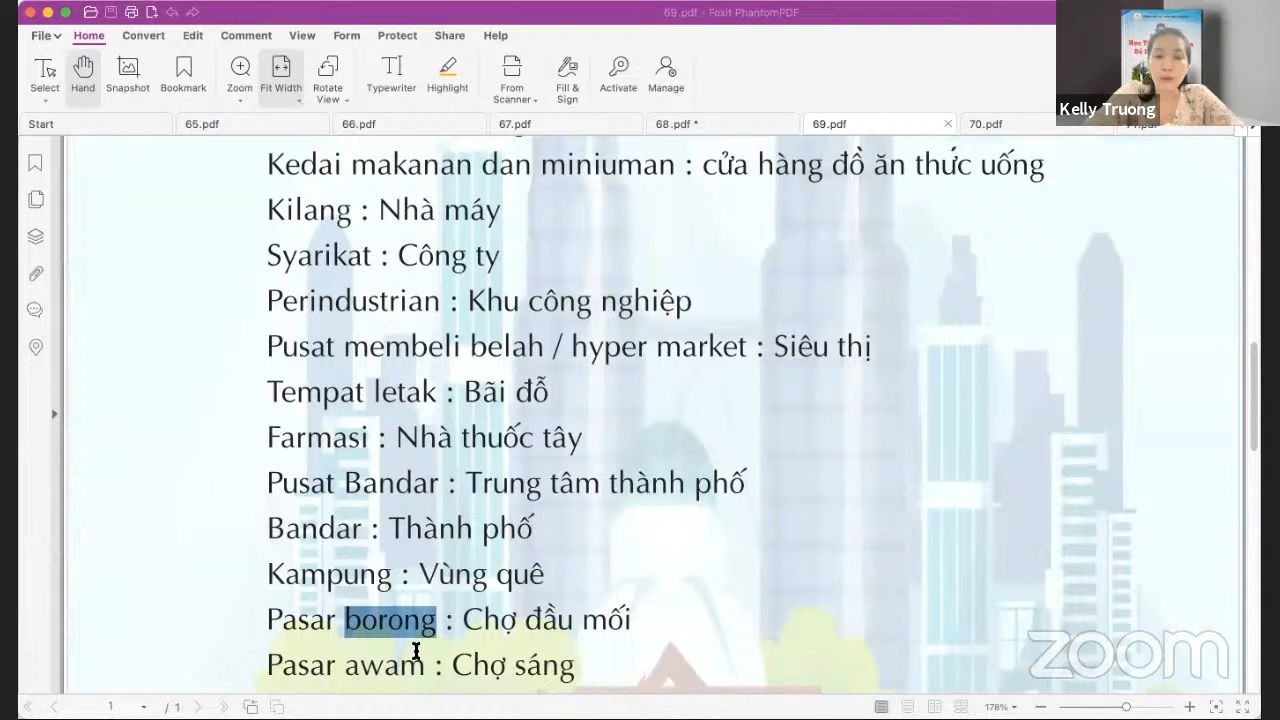 69.pdf - Foxit PhantomPDF
File Home Convert Edit Comment View Form Protect Share Help
Select Hand Snapshot Bookmark Zoom Fit Width Rotate View Typewriter Highlight From Scanner Fill & Sign Activate Manage
Kelly Truong
Start 65.pdf 66.pdf 67.pdf 68.pdf * 69.pdf 70.pdf
Kedai makanan dan miniuman : cửa hàng đồ ăn thức uống
Kilang : Nhà máy
Syarikat : Công ty
Perindustrian : Khu công nghiệp
Pusat membeli belah / hyper market : Siêu thị
Tempat letak : Bãi đỗ
Farmasi : Nhà thuốc tây
Pusat Bandar : Trung tâm thành phố
Bandar : Thành phố
Kampung : Vùng quê
Pasar borong : Chợ đầu mối
Pasar awam : Chợ sáng
zoom
1 / 1 178%